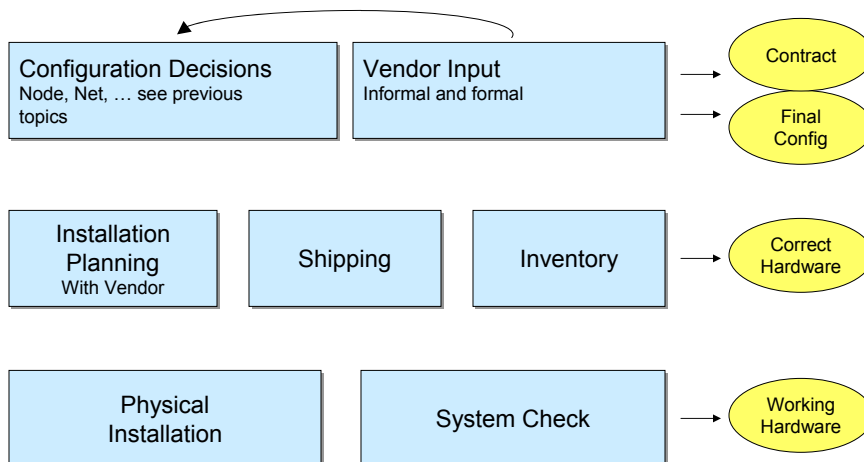 Configuration Decisions
Node, Net, … see previous
topics
Vendor Input
Informal and formal
Contract
Final
Config
Installation
Planning
With Vendor
Shipping
Inventory
Correct
Hardware
Physical
Installation
System Check
Working
Hardware